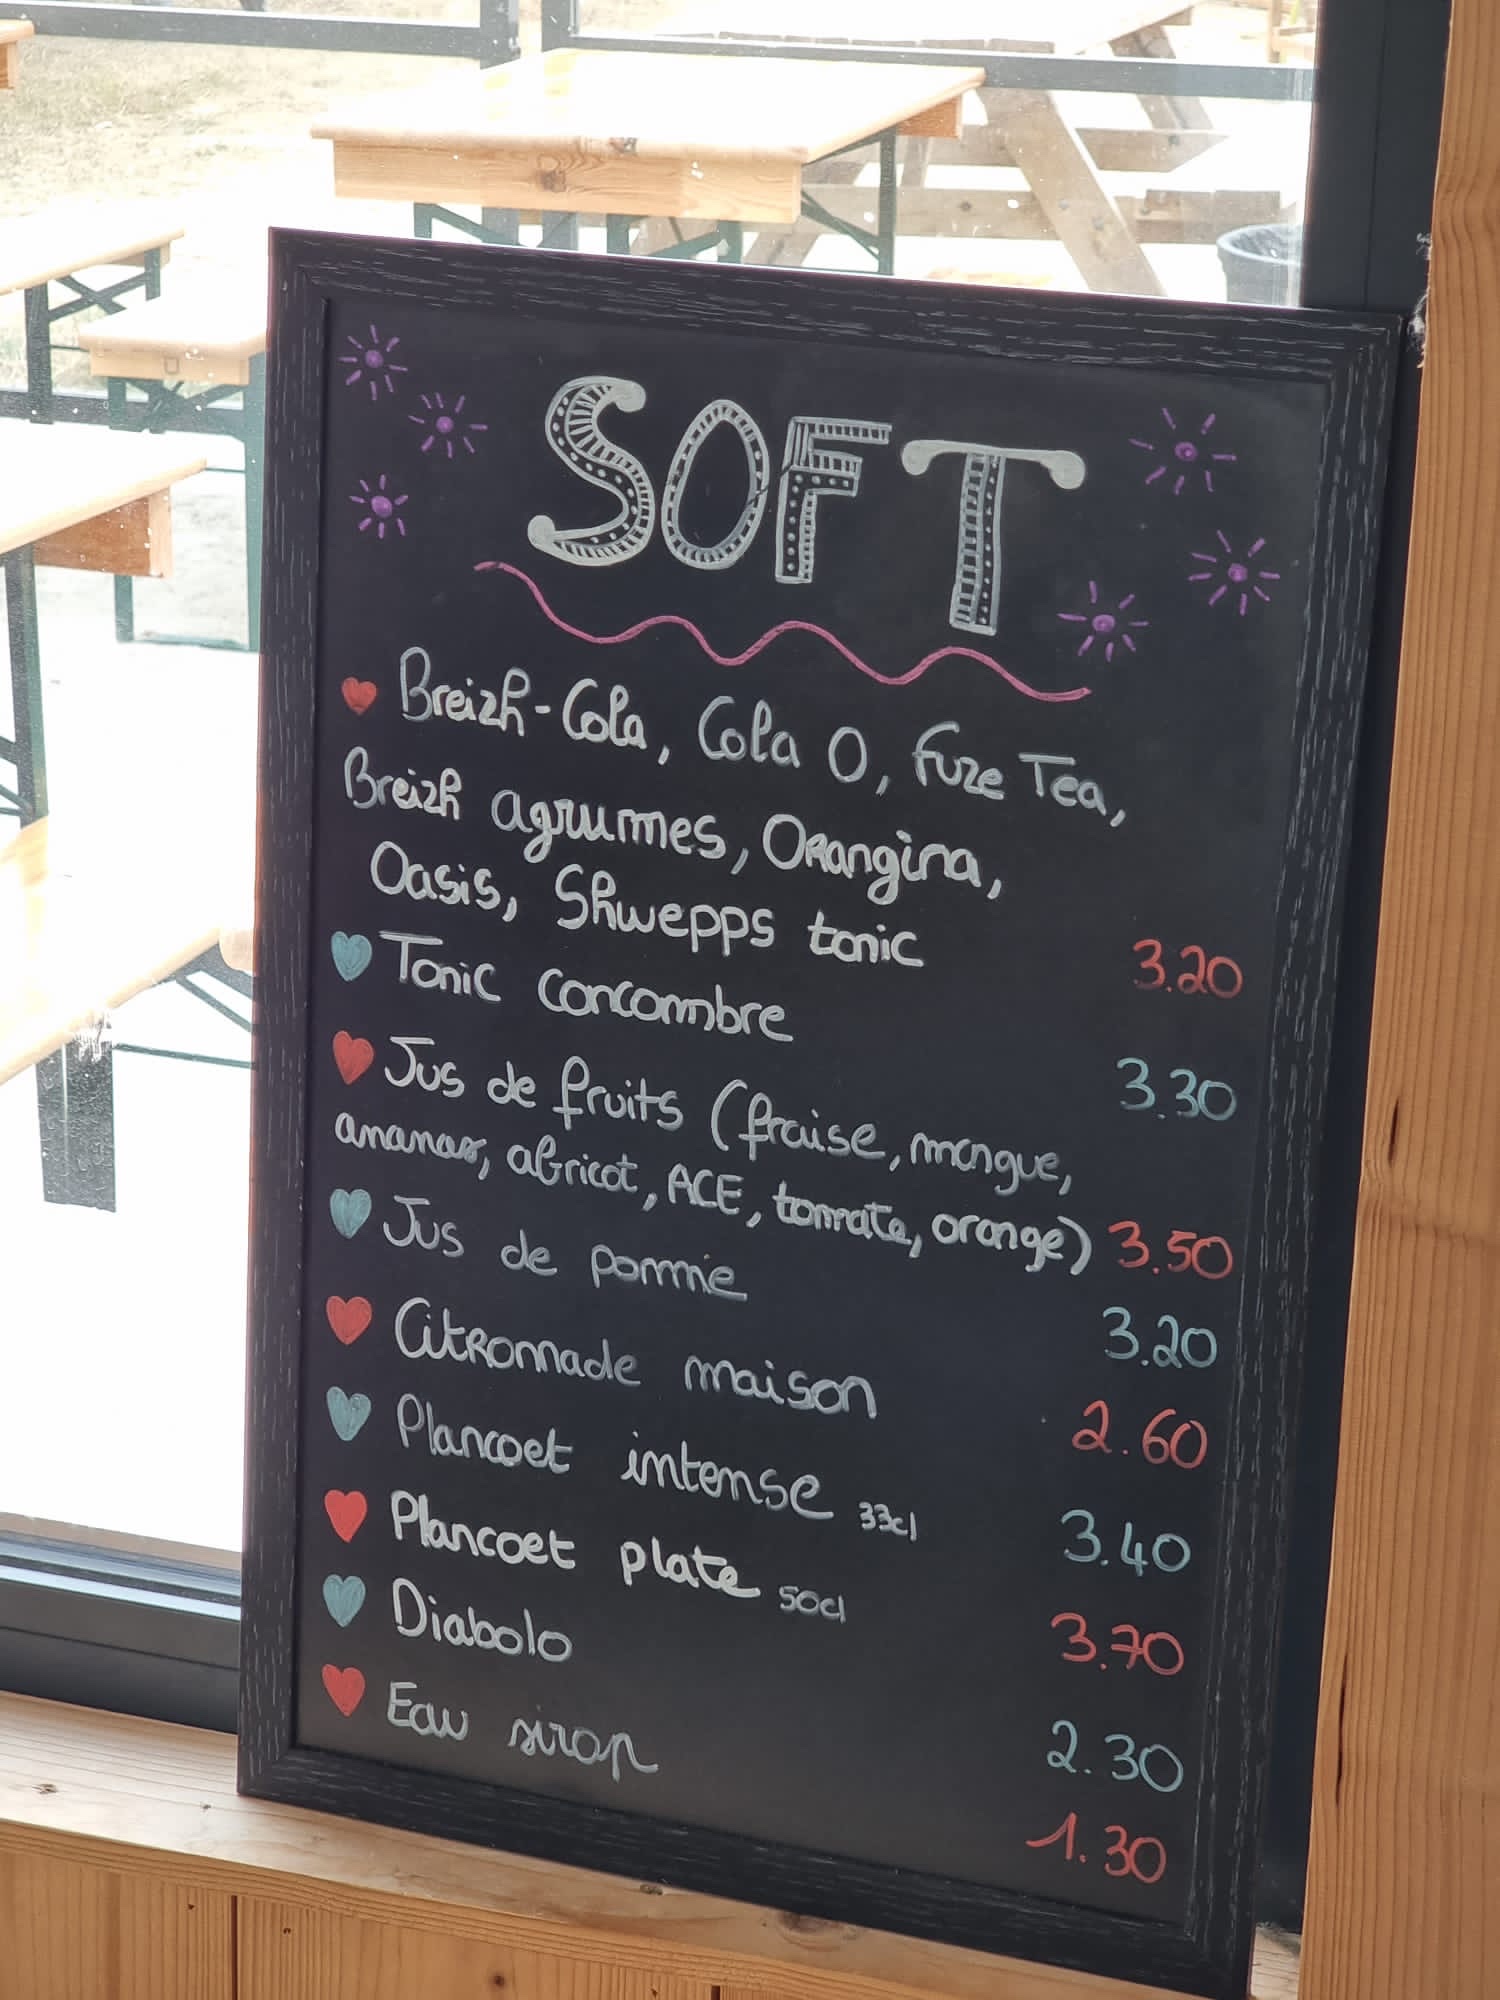 SOFT
Breizh-Cola, Cola O, Fuze Tea,
Breizh agrumes, Orangina,
Oasis, Shwepps tonic 3.20
Tonic concombre 3.30
Jus de fruits (fraise, mangue,
ananas, abricot, ACE, tomate, orange) 3.50
Jus de pomme 3.20
Citronnade maison 2.60
Plancoet intense 33cl 3.40
Plancoet plate 50cl 3.70
Diabolo 2.30
Eau sirop 1.30